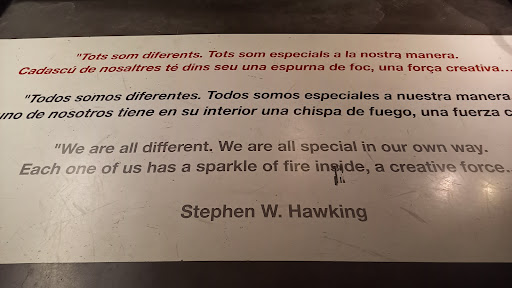 "Tots som diferents. Tots som especials a la nostra manera.
Cadascú de nosaltres té dins seu una espurna de foc, una força creativa...
"Todos somos diferentes. Todos somos especiales a nuestra manera
uno de nosotros tiene en su interior una chispa de fuego, una fuerza c
"We are all different. We are all special in our own way.
Each one of us has a sparkle of fire inside, a creative force..
Stephen W. Hawking